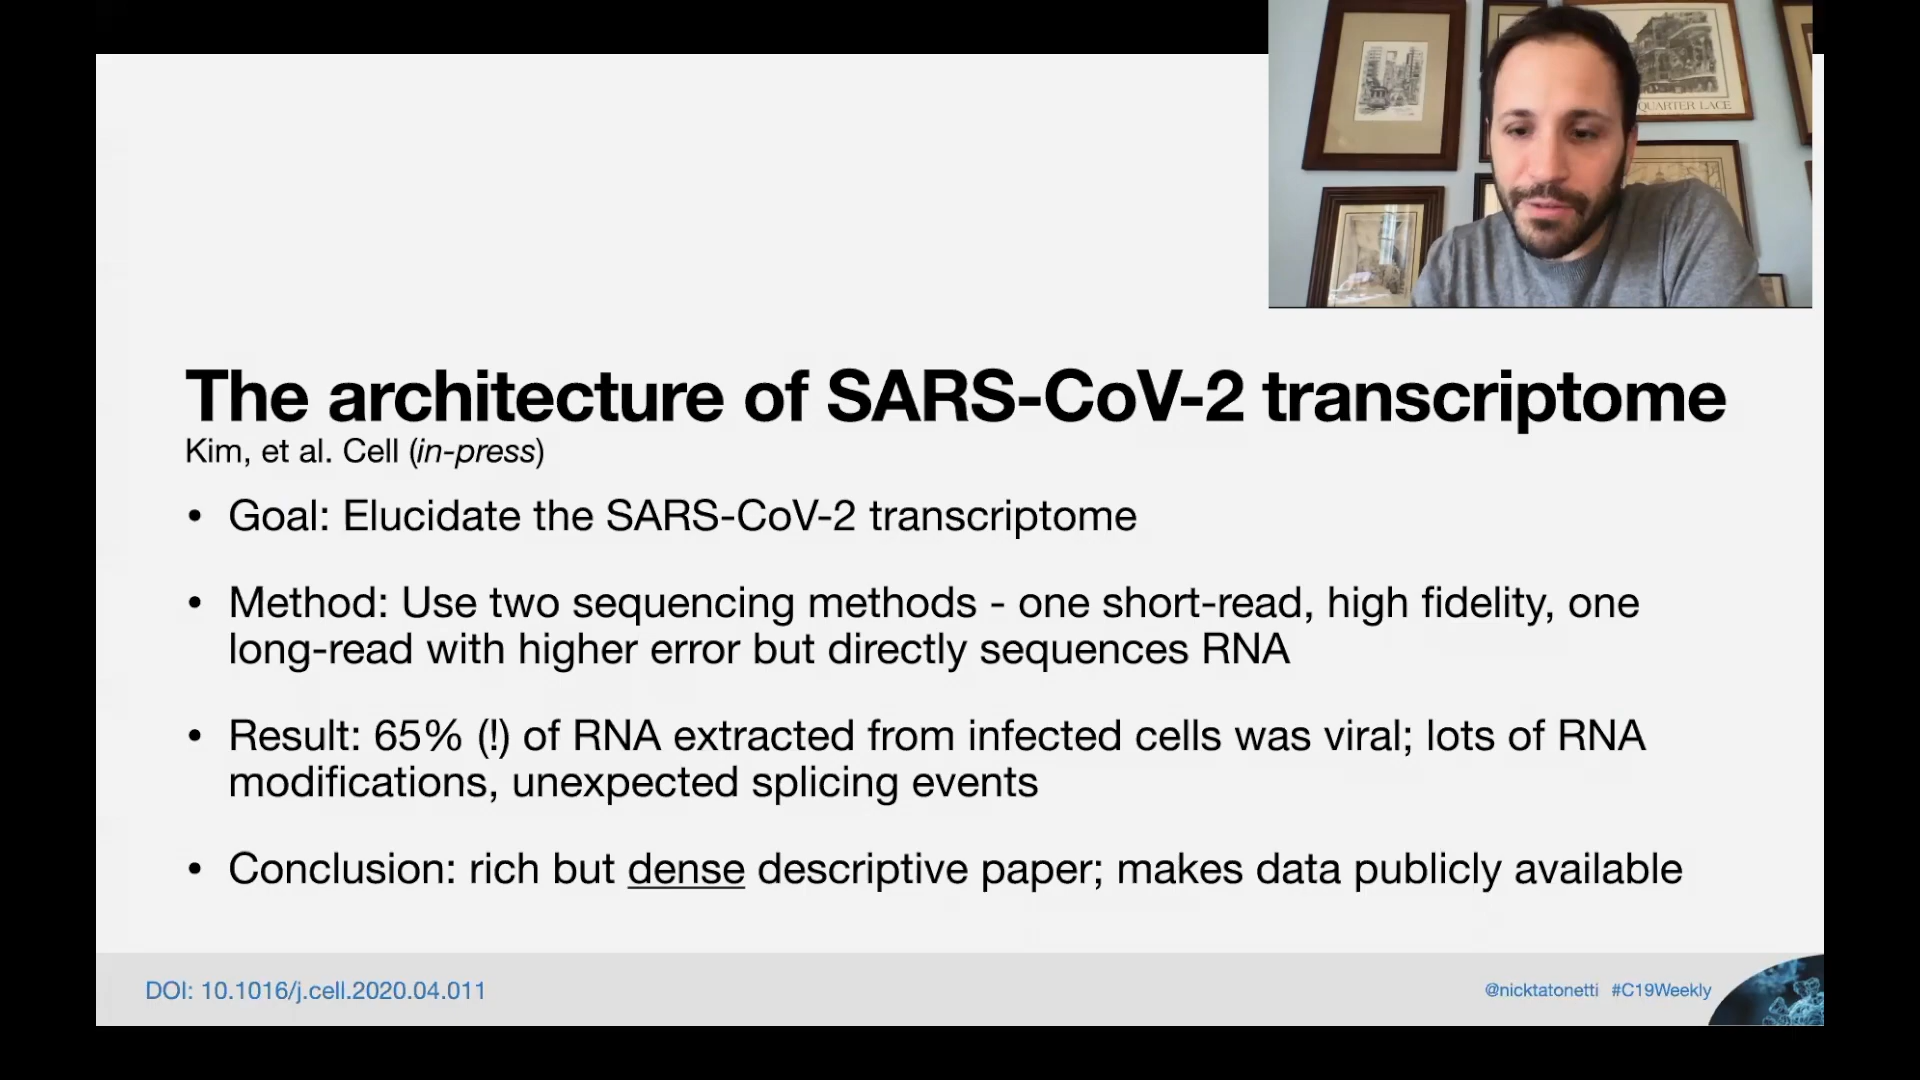 QUARTER LACE
The architecture of SARS-CoV-2 transcriptome
Kim, et al. Cell (in-press)
• Goal: Elucidate the SARS-CoV-2 transcriptome
• Method: Use two sequencing methods - one short-read, high fidelity, one
long-read with higher error but directly sequences RNA
• Result: 65% (!) of RNA extracted from infected cells was viral; lots of RNA
modifications, unexpected splicing events
• Conclusion: rich but dense descriptive paper; makes data publicly available
DOI: 10.1016/j.cell.2020.04.011
@nicktatonetti #C19Weekly